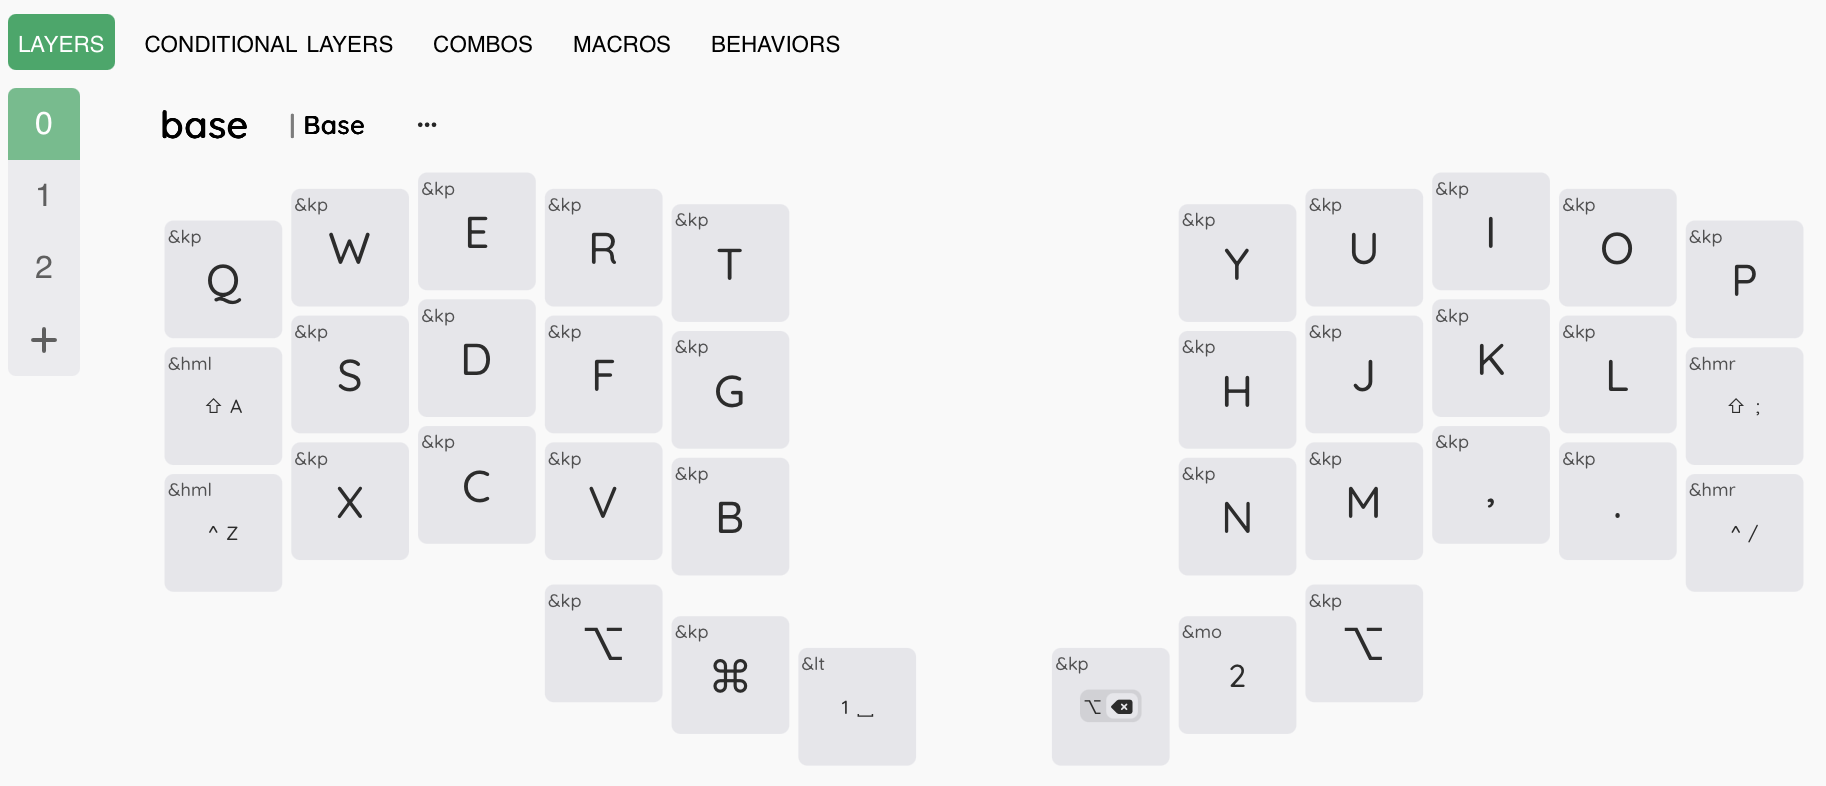 LAYERS CONDITIONAL LAYERS COMBOS MACROS BEHAVIORS
0
1
2
+
base | Base ···
&kp Q &kp W &kp E &kp R &kp T &kp Y &kp U &kp I &kp O &kp P
&hml ⇧ A &kp S &kp D &kp F &kp G &kp H &kp J &kp K &kp L &hmr ⇧ ;
&hml ^ Z &kp X &kp C &kp V &kp B &kp N &kp M &kp , &kp . &hmr ^ /
&kp ⌥ &kp ⌘ &lt 1 ⎵ &kp ⌥ ⌫ &mo 2 &kp ⌥